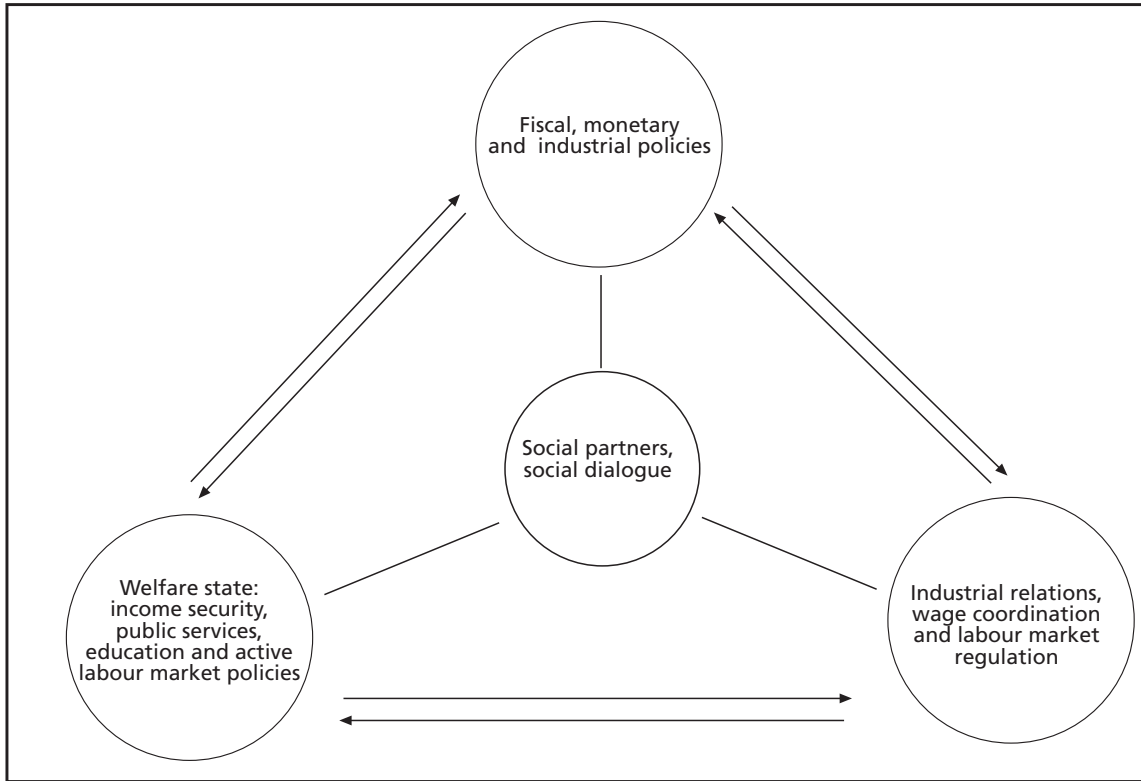 Fiscal, monetary
and industrial policies
Social partners,
social dialogue
Welfare state:
income security,
public services,
education and active
labour market policies
Industrial relations,
wage coordination
and labour market
regulation